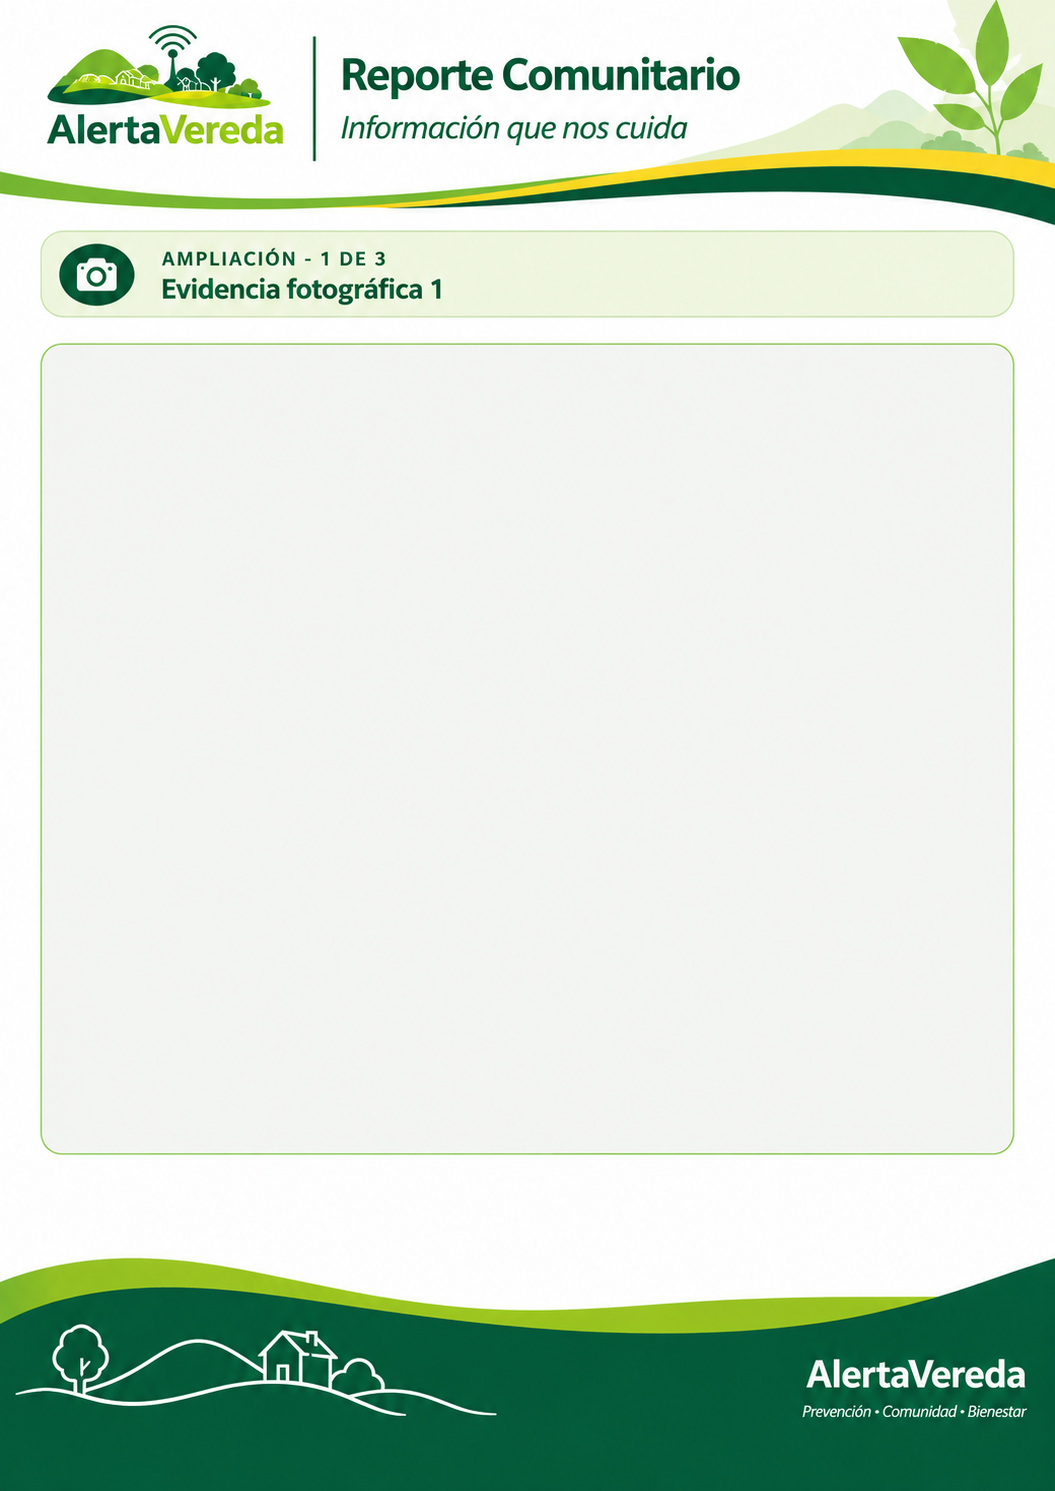 AlertaVereda
Reporte Comunitario
Información que nos cuida
AMPLIACIÓN - 1 DE 3
Evidencia fotográfica 1
AlertaVereda
Prevención • Comunidad • Bienestar